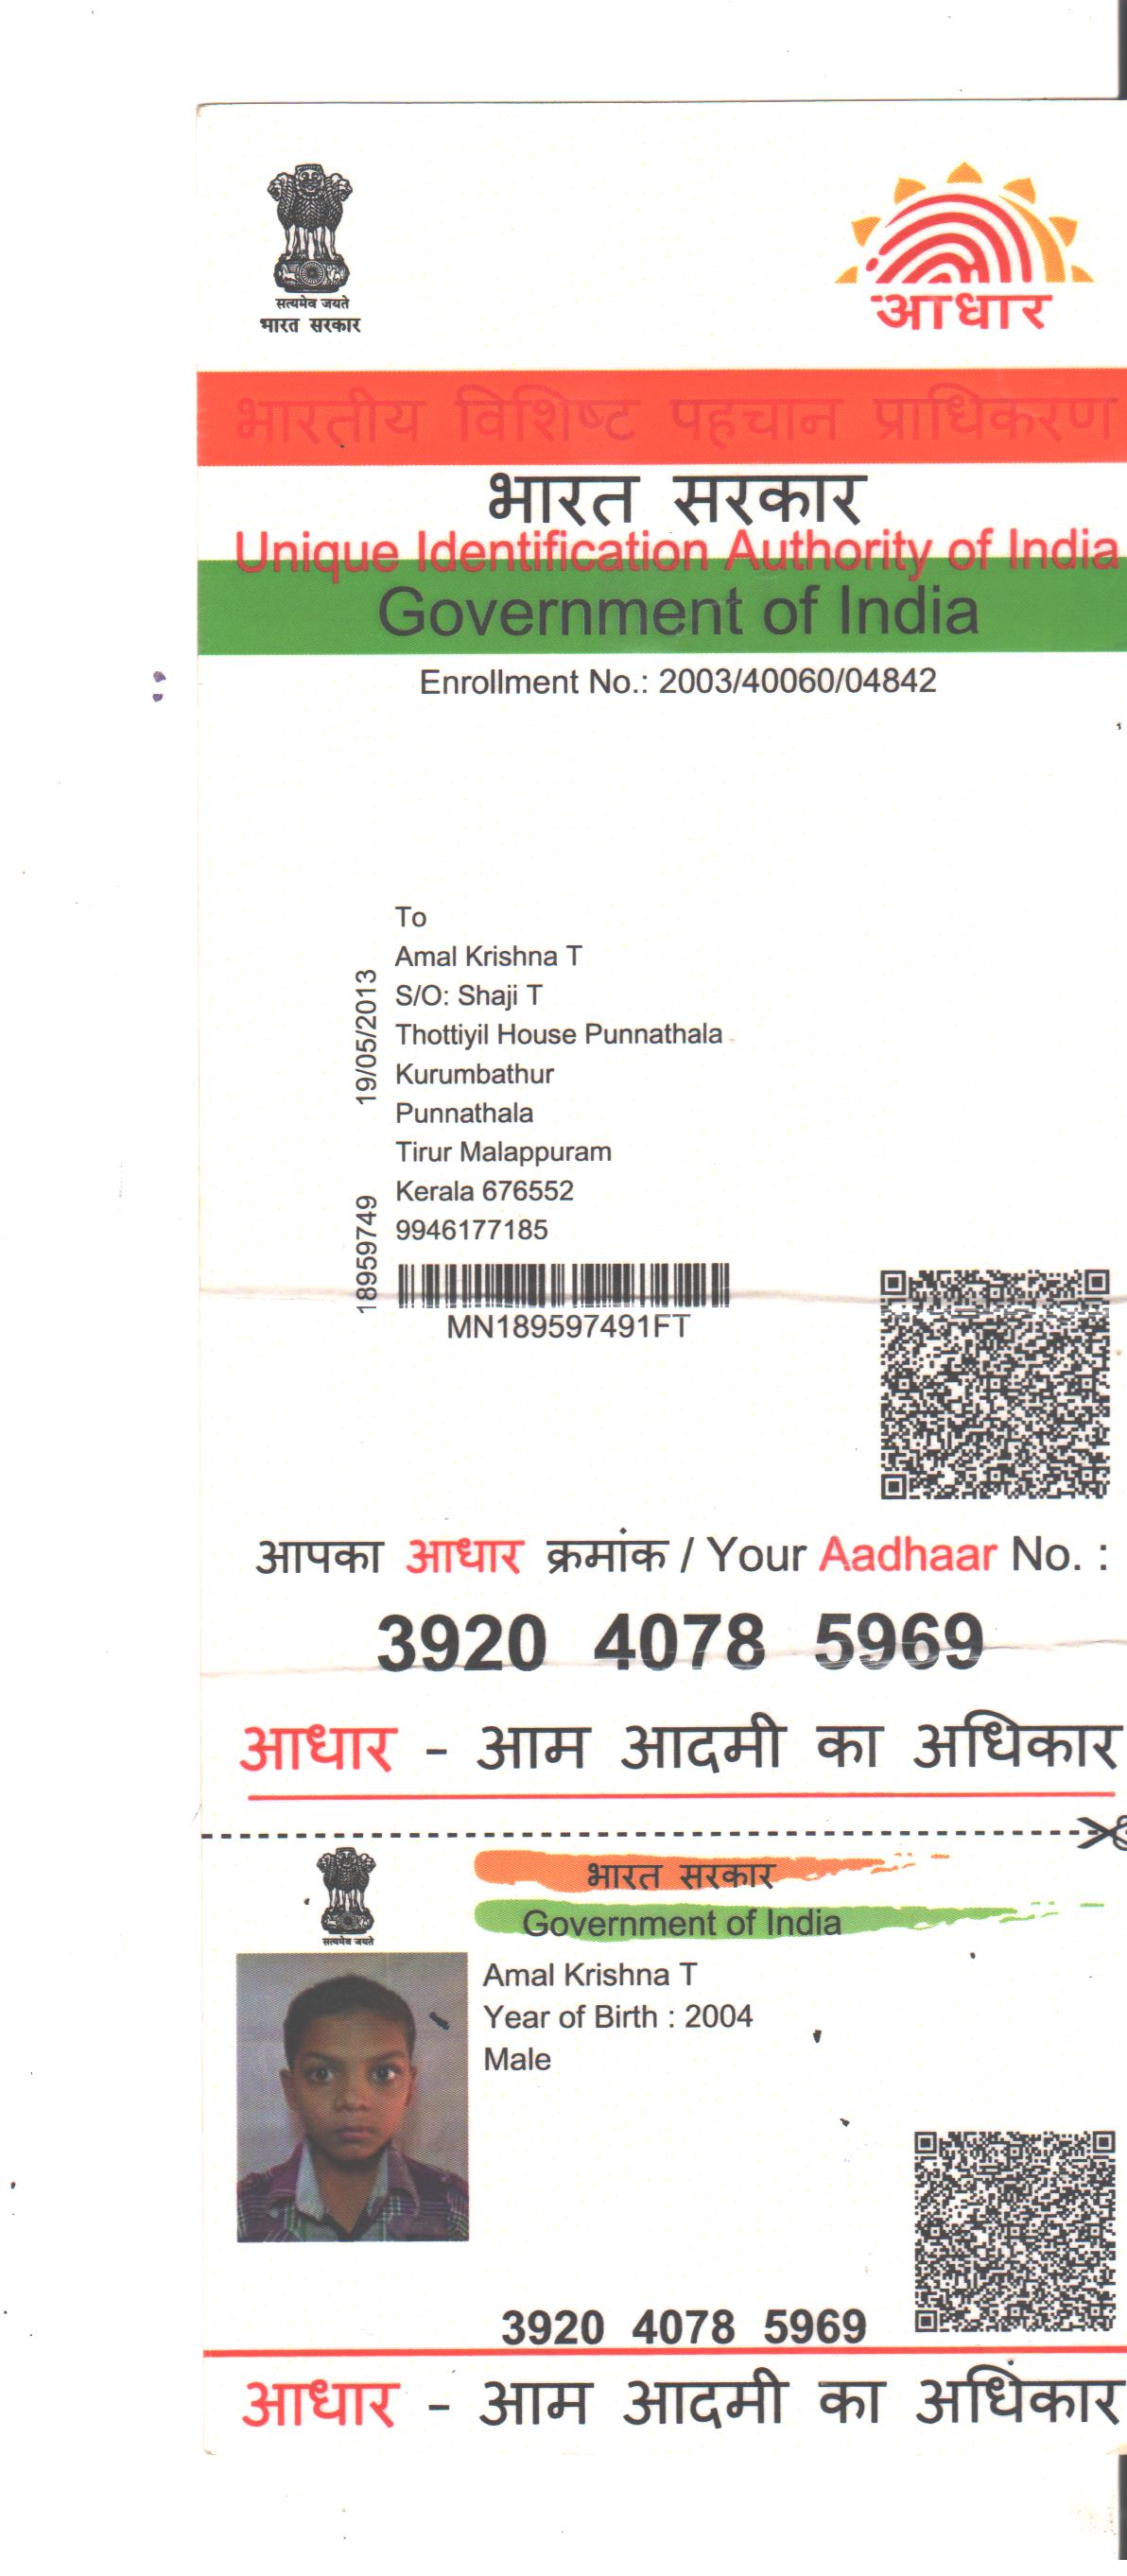 सत्यमेव जयते
भारत सरकार
आधार
भारतीय विशिष्ट पहचान प्राधिकरण
भारत सरकार
Unique Identification Authority of India
Government of India
Enrollment No.: 2003/40060/04842
To
Amal Krishna T
S/O: Shaji T
Thottiyil House Punnathala
Kurumbathur
Punnathala
Tirur Malappuram
Kerala 676552
9946177185
19/05/2013
18959749
MN189597491FT
आपका आधार क्रमांक / Your Aadhaar No. :
3920 4078 5969
आधार - आम आदमी का अधिकार
सत्यमेव जयते
भारत सरकार
Government of India
Amal Krishna T
Year of Birth : 2004
Male
3920 4078 5969
आधार - आम आदमी का अधिकार